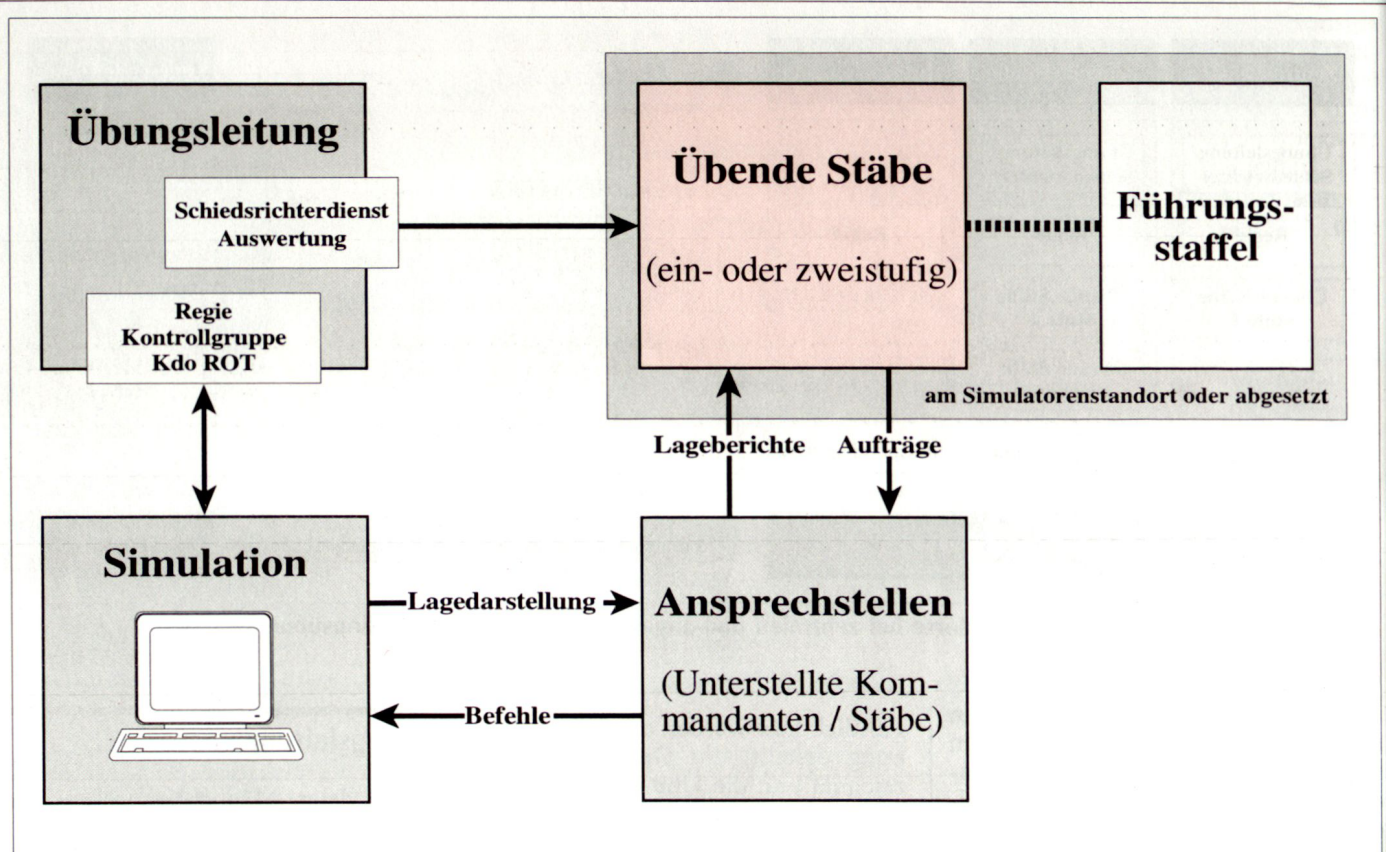 Übungsleitung
Schiedsrichterdienst
Auswertung
Regie
Kontrollgruppe
Kdo ROT
Übende Stäbe
(ein- oder zweistufig)
Führungs-
staffel
am Simulatorenstandort oder abgesetzt
Lageberichte
Aufträge
Simulation
Lagedarstellung
Befehle
Ansprechstellen
(Unterstellte Kom-
mandanten / Stäbe)